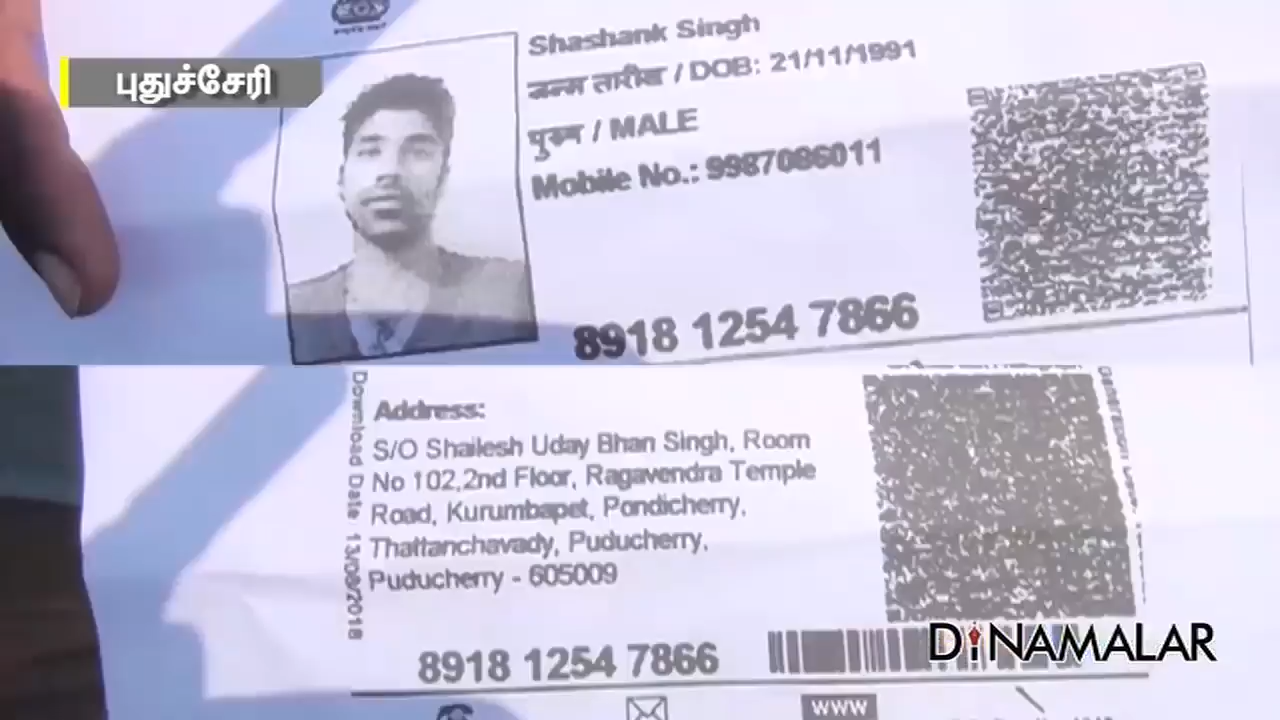 புதுச்சேரி
Shashank Singh
जन्म तारीख / DOB: 21/11/1991
पुरुष / MALE
Mobile No.: 9987086011
8918 1254 7866
Download Date: 13/08/2018
Address:
S/O Shailesh Uday Bhan Singh, Room
No 102,2nd Floor, Ragavendra Temple
Road, Kurumbapet, Pondicherry,
Thattanchavady, Puducherry,
Puducherry - 605009
8918 1254 7866
DINAMALAR
www